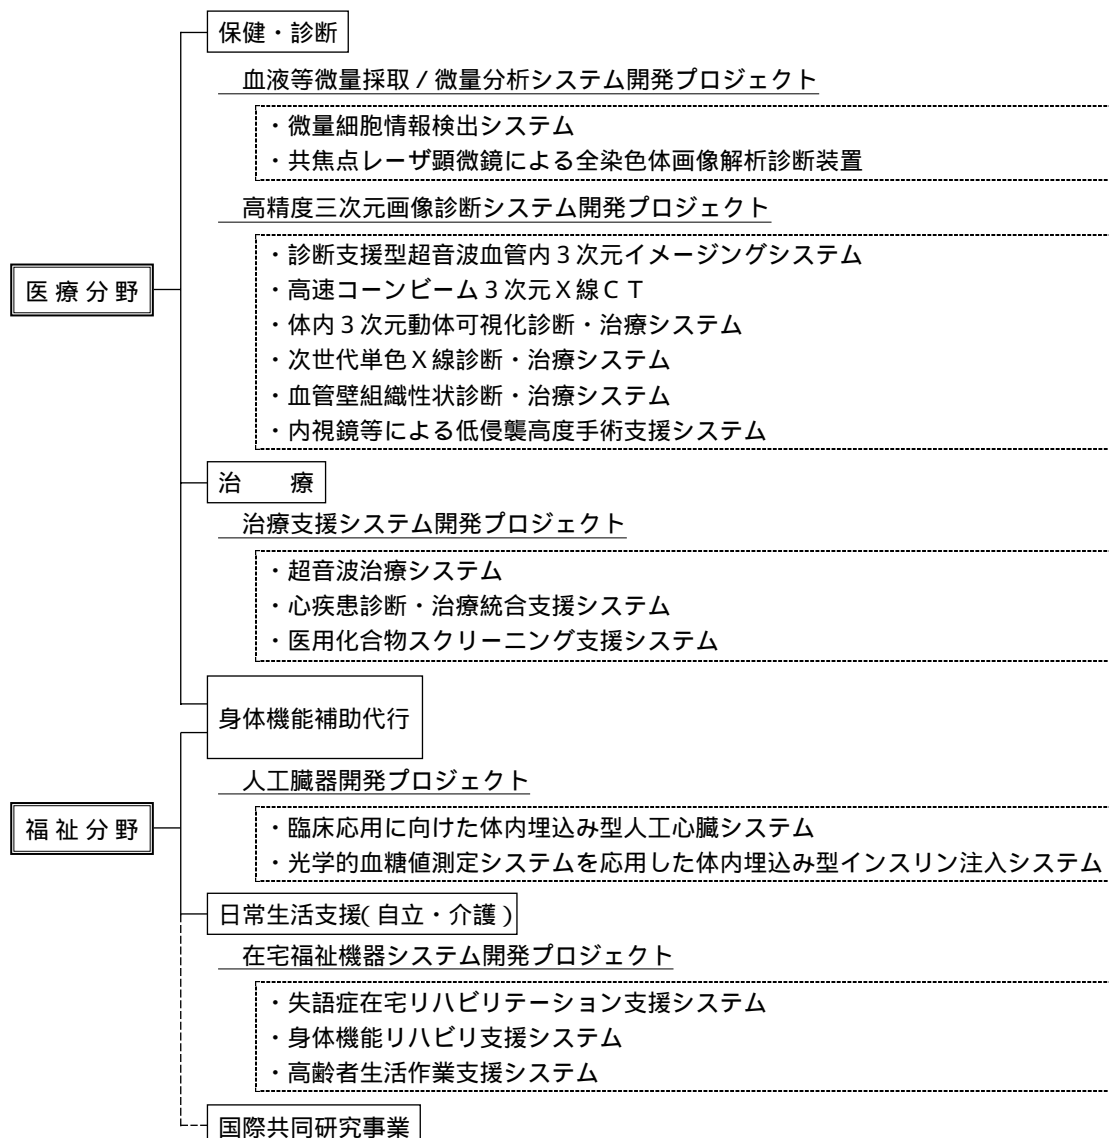 保健・診断
血液等微量採取/微量分析システム開発プロジェクト
・微量細胞情報検出システム
・共焦点レーザ顕微鏡による全染色体画像解析診断装置
高精度三次元画像診断システム開発プロジェクト
・診断支援型超音波血管内3次元イメージングシステム
医療分野
・高速コーンビーム3次元X線CT
・体内3次元動体可視化診断・治療システム
・次世代単色X線診断・治療システム
・血管壁組織性状診断・治療システム
・内視鏡等による低侵襲高度手術支援システム
治 療
治療支援システム開発プロジェクト
・超音波治療システム
・心疾患診断・治療統合支援システム
・医用化合物スクリーニング支援システム
身体機能補助代行
人工臓器開発プロジェクト
福祉分野
・臨床応用に向けた体内埋込み型人工心臓システム
・光学的血糖値測定システムを応用した体内埋込み型インスリン注入システム
日常生活支援(自立・介護)
在宅福祉機器システム開発プロジェクト
・失語症在宅リハビリテーション支援システム
・身体機能リハビリ支援システム
・高齢者生活作業支援システム
国際共同研究事業